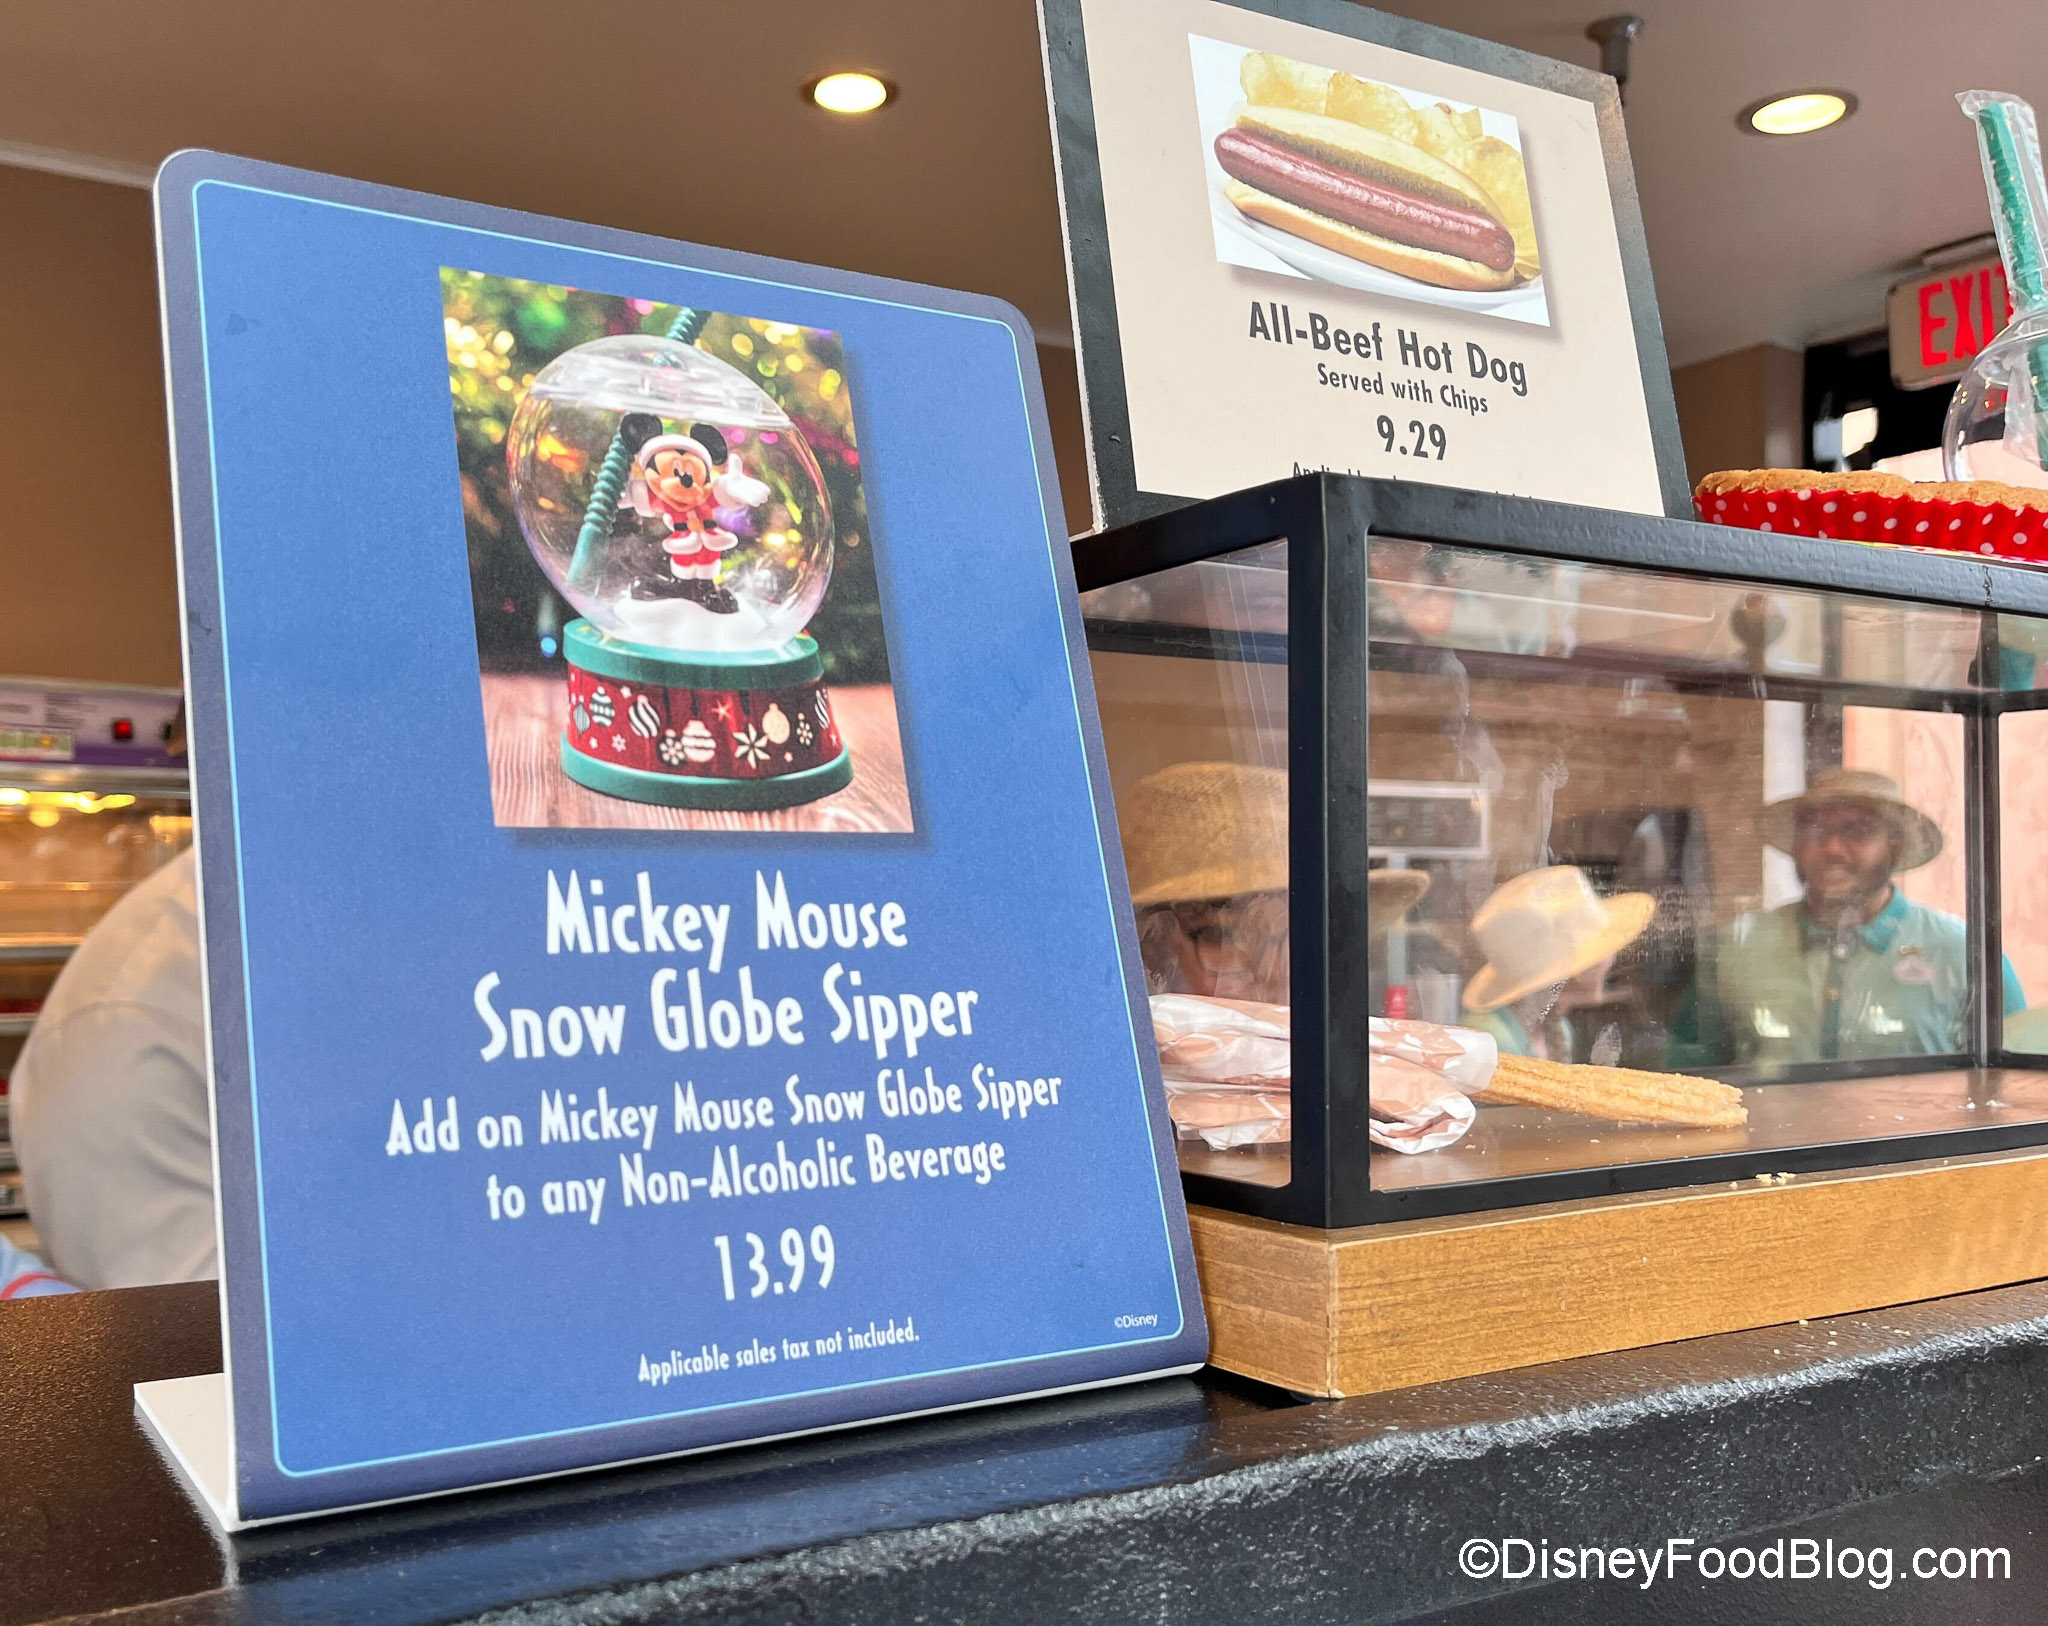 Mickey Mouse
Snow Globe Sipper
Add on Mickey Mouse Snow Globe Sipper
to any Non-Alcoholic Beverage
13.99
Applicable sales tax not included.
©Disney
All-Beef Hot Dog
Served with Chips
9.29
EXIT
©DisneyFoodBlog.com